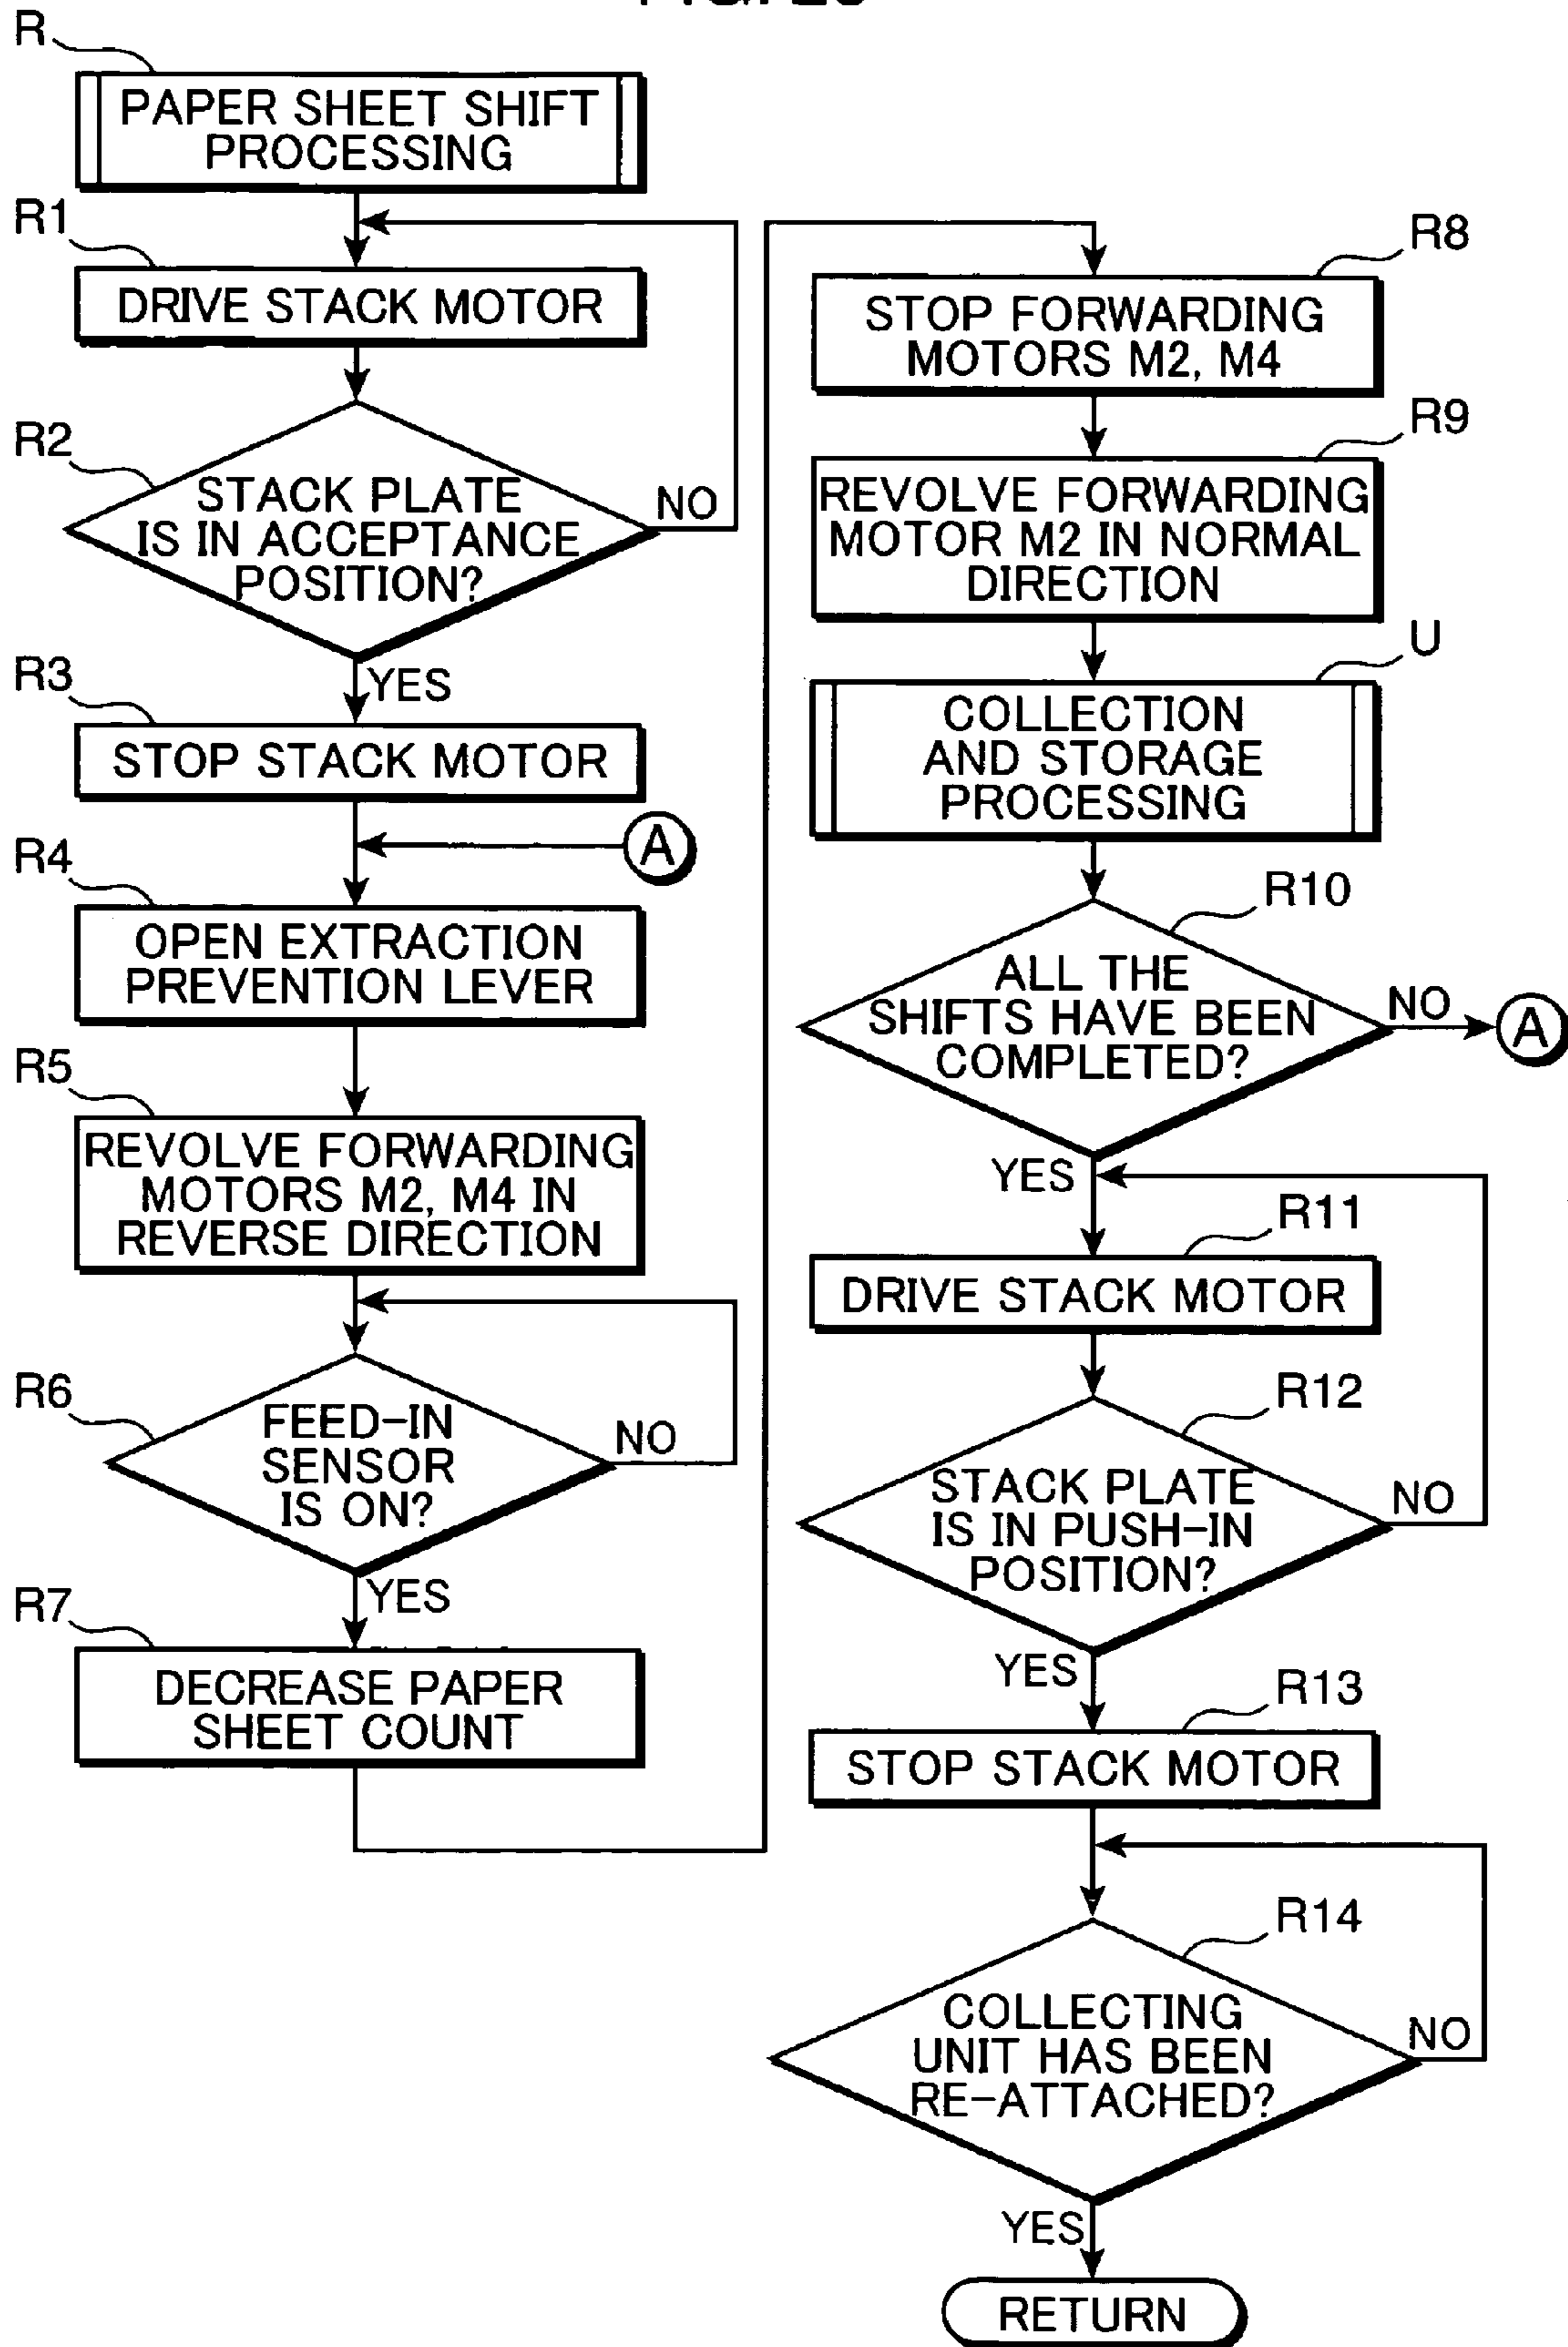 R
PAPER SHEET SHIFT
PROCESSING
R1
DRIVE STACK MOTOR
R2
STACK PLATE
IS IN ACCEPTANCE
POSITION?
NO
YES
R3
STOP STACK MOTOR
A
R4
OPEN EXTRACTION
PREVENTION LEVER
R5
REVOLVE FORWARDING
MOTORS M2, M4 IN
REVERSE DIRECTION
R6
FEED-IN
SENSOR
IS ON?
NO
YES
R7
DECREASE PAPER
SHEET COUNT
R8
STOP FORWARDING
MOTORS M2, M4
R9
REVOLVE FORWARDING
MOTOR M2 IN NORMAL
DIRECTION
U
COLLECTION
AND STORAGE
PROCESSING
R10
ALL THE
SHIFTS HAVE BEEN
COMPLETED?
NO
A
YES
R11
DRIVE STACK MOTOR
R12
STACK PLATE
IS IN PUSH-IN
POSITION?
NO
YES
R13
STOP STACK MOTOR
R14
COLLECTING
UNIT HAS BEEN
RE-ATTACHED?
NO
YES
RETURN